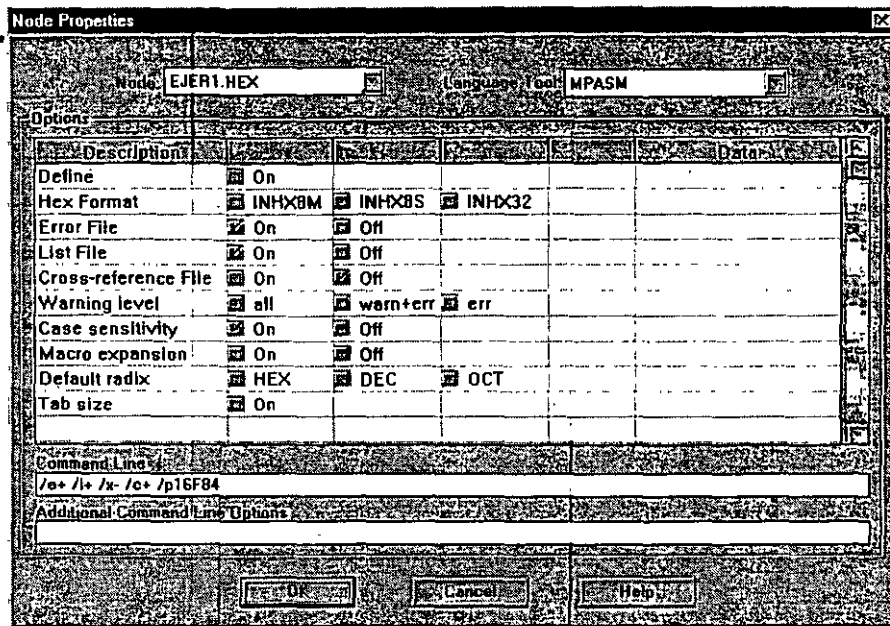 Node Properties
Node: EJER1.HEX Language Tool: MPASM
Options
Description Data
Define On
Hex Format INHX8M INHX8S INHX32
Error File On Off
List File On Off
Cross-reference File On Off
Warning level all warn+err err
Case sensitivity On Off
Macro expansion On Off
Default radix HEX DEC OCT
Tab size On
Command Line
/e+ /l+ /x- /c+ /p16F84
Additional Command Line Options
OK Cancel Help